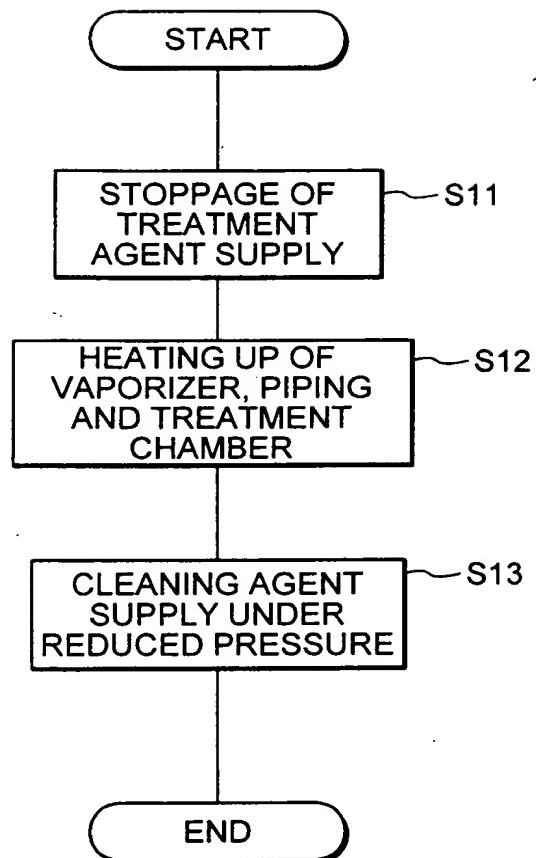 START
STOPPAGE OF
TREATMENT
AGENT SUPPLY
S11
HEATING UP OF
VAPORIZER, PIPING
AND TREATMENT
CHAMBER
S12
CLEANING AGENT
SUPPLY UNDER
REDUCED PRESSURE
S13
END